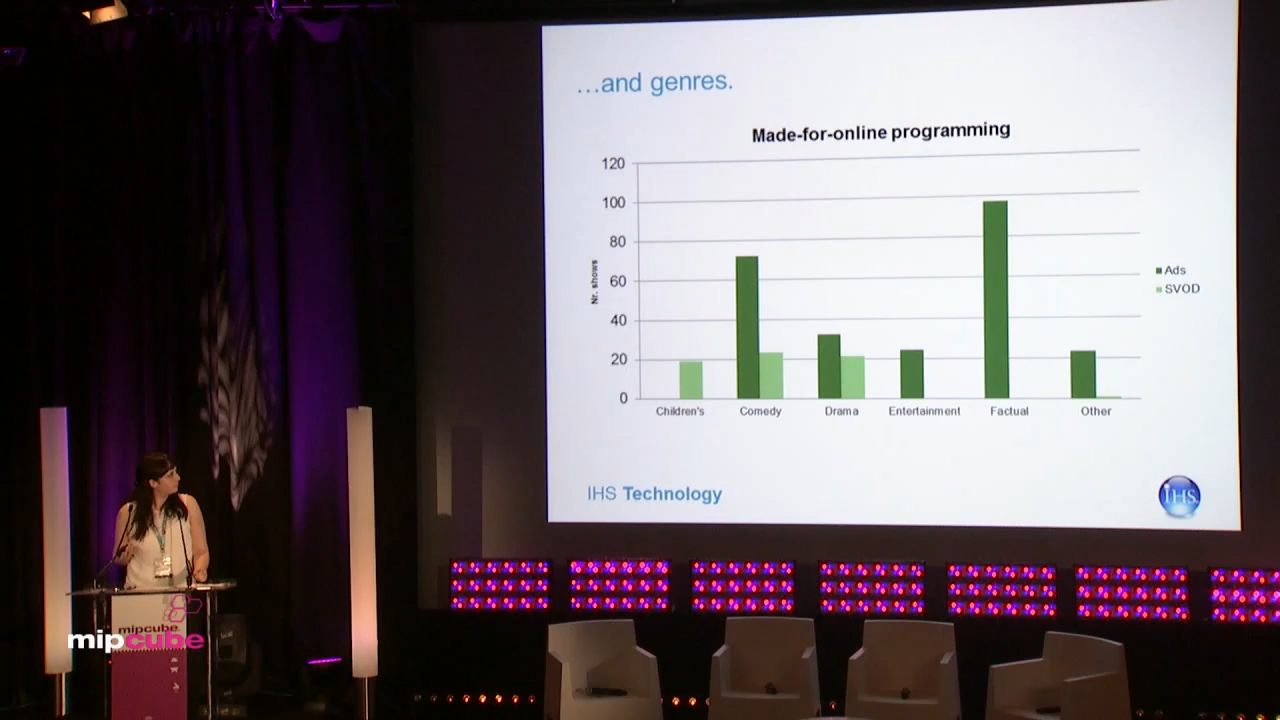 …and genres.
Made-for-online programming
120
100
80
60
40
20
0
Nr. shows
Children's
Comedy
Drama
Entertainment
Factual
Other
Ads
SVOD
IHS Technology
IHS
mipcube
mipcube